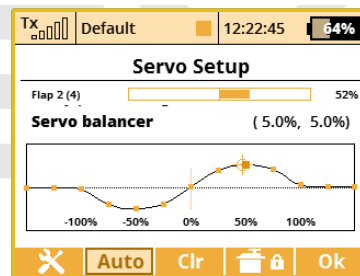 Tx Default 12:22:45 64%
Servo Setup
Flap 2 (4) 52%
Servo balancer ( 5.0%, 5.0%)
-100% -50% 0% 50% 100%
Auto Clr Ok